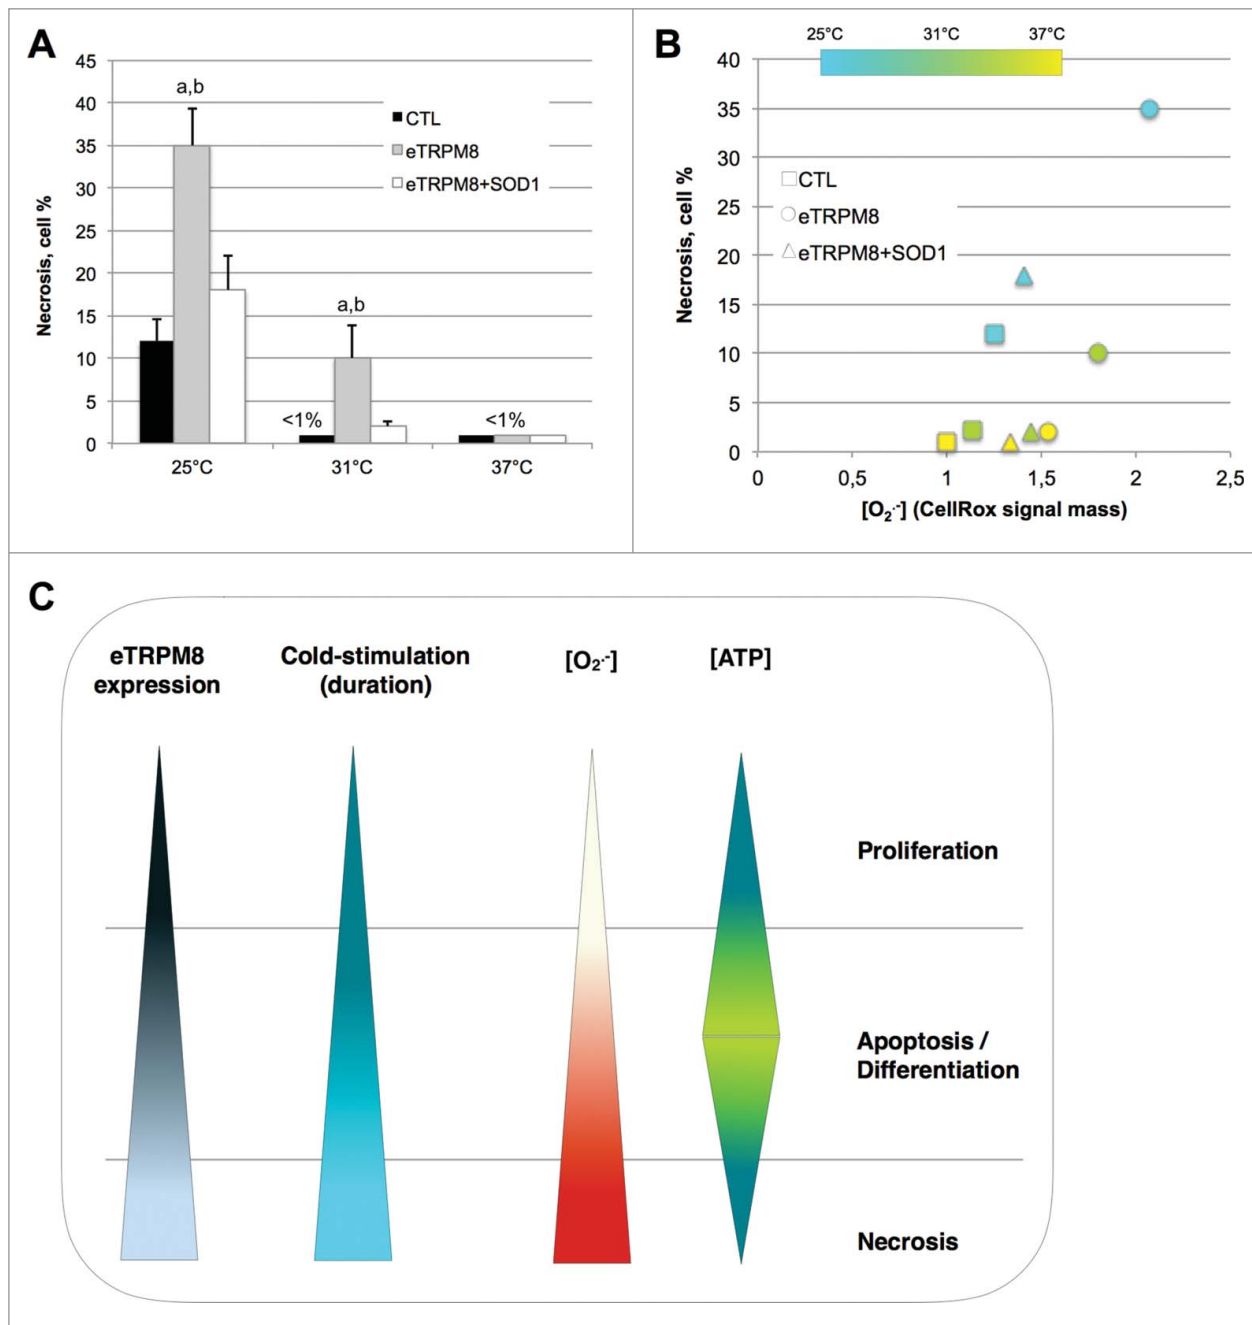 A
45
40
35
30
25
20
15
10
5
0
Necrosis, cell %
a,b
a,b
<1%
<1%
CTL
eTRPM8
eTRPM8+SOD1
25°C
31°C
37°C
B
25°C
31°C
37°C
40
35
30
25
20
15
10
5
0
Necrosis, cell %
CTL
eTRPM8
eTRPM8+SOD1
0
0,5
1
1,5
2
2,5
[O₂·⁻] (CellRox signal mass)
C
eTRPM8
expression
Cold-stimulation
(duration)
[O₂·⁻]
[ATP]
Proliferation
Apoptosis /
Differentiation
Necrosis